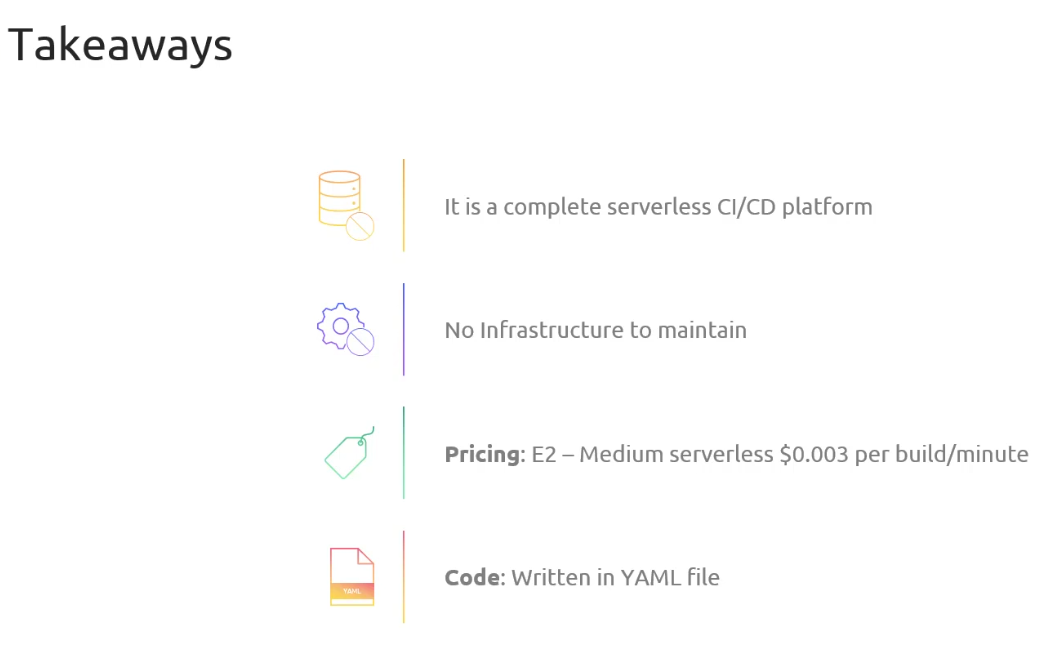 Takeaways
It is a complete serverless CI/CD platform
No Infrastructure to maintain
Pricing: E2 – Medium serverless $0.003 per build/minute
YAML
Code: Written in YAML file